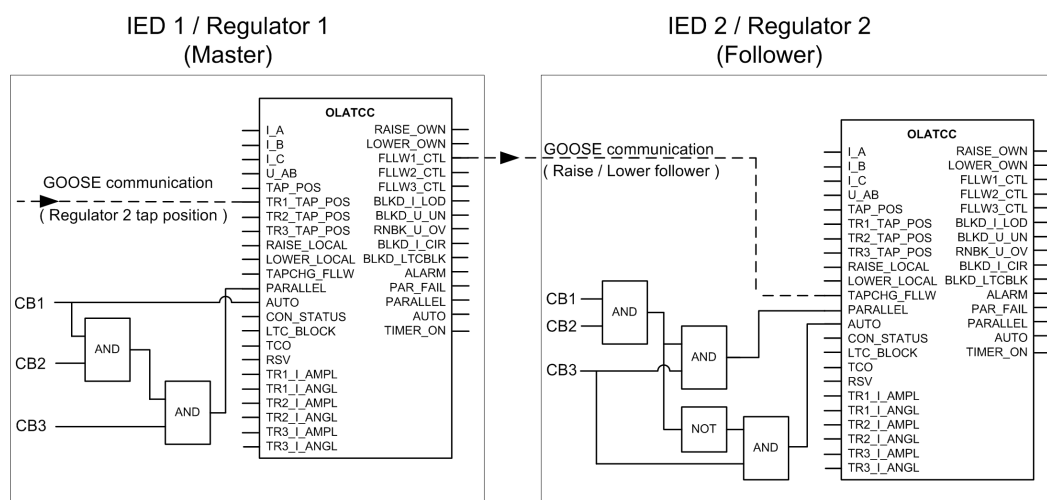 IED 1 / Regulator 1
(Master)
OLATCC
I_A
I_B
I_C
U_AB
TAP_POS
TR1_TAP_POS
TR2_TAP_POS
TR3_TAP_POS
RAISE_LOCAL
LOWER_LOCAL
TAPCHG_FLLW
PARALLEL
AUTO
CON_STATUS
LTC_BLOCK
TCO
RSV
TR1_I_AMPL
TR1_I_ANGL
TR2_I_AMPL
TR2_I_ANGL
TR3_I_AMPL
TR3_I_ANGL
RAISE_OWN
LOWER_OWN
FLLW1_CTL
FLLW2_CTL
FLLW3_CTL
BLKD_I_LOD
BLKD_U_UN
RNBK_U_OV
BLKD_I_CIR
BLKD_LTCBLK
ALARM
PAR_FAIL
PARALLEL
AUTO
TIMER_ON
GOOSE communication
( Regulator 2 tap position )
CB1
CB2
CB3
AND
AND
IED 2 / Regulator 2
(Follower)
GOOSE communication
( Raise / Lower follower )
CB1
CB2
CB3
AND
AND
NOT
AND
OLATCC
I_A
I_B
I_C
U_AB
TAP_POS
TR1_TAP_POS
TR2_TAP_POS
TR3_TAP_POS
RAISE_LOCAL
LOWER_LOCAL
TAPCHG_FLLW
PARALLEL
AUTO
CON_STATUS
LTC_BLOCK
TCO
RSV
TR1_I_AMPL
TR1_I_ANGL
TR2_I_AMPL
TR2_I_ANGL
TR3_I_AMPL
TR3_I_ANGL
RAISE_OWN
LOWER_OWN
FLLW1_CTL
FLLW2_CTL
FLLW3_CTL
BLKD_I_LOD
BLKD_U_UN
RNBK_U_OV
BLKD_I_CIR
BLKD_LTCBLK
ALARM
PAR_FAIL
PARALLEL
AUTO
TIMER_ON